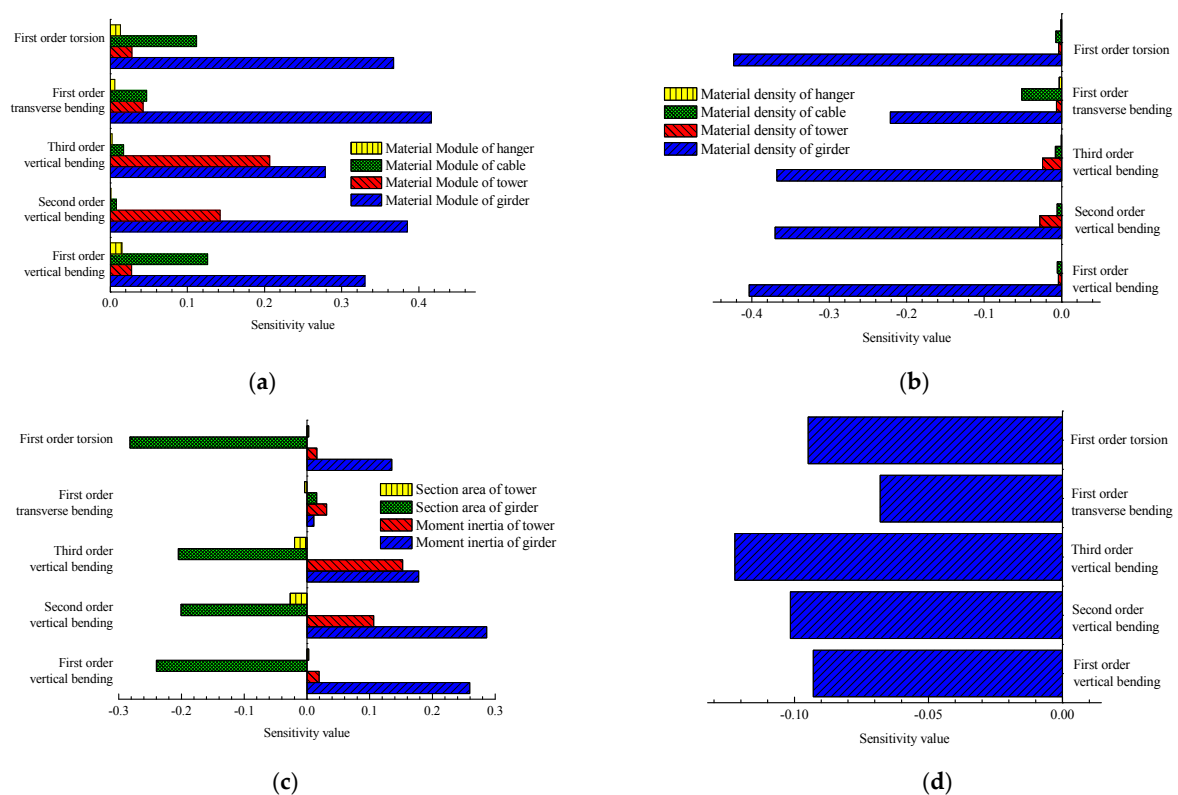 First order torsion
First order
transverse bending
Third order
vertical bending
Second order
vertical bending
First order
vertical bending
Material Module of hanger
Material Module of cable
Material Module of tower
Material Module of girder
0.0 0.1 0.2 0.3 0.4
Sensitivity value
(a)
Material density of hanger
Material density of cable
Material density of tower
Material density of girder
First order torsion
First order
transverse bending
Third order
vertical bending
Second order
vertical bending
First order
vertical bending
-0.4 -0.3 -0.2 -0.1 0.0
Sensitivity value
(b)
First order torsion
First order
transverse bending
Third order
vertical bending
Second order
vertical bending
First order
vertical bending
Section area of tower
Section area of girder
Moment inertia of tower
Moment inertia of girder
-0.3 -0.2 -0.1 0.0 0.1 0.2 0.3
Sensitivity value
(c)
First order torsion
First order
transverse bending
Third order
vertical bending
Second order
vertical bending
First order
vertical bending
-0.10 -0.05 0.00
Sensitivity value
(d)